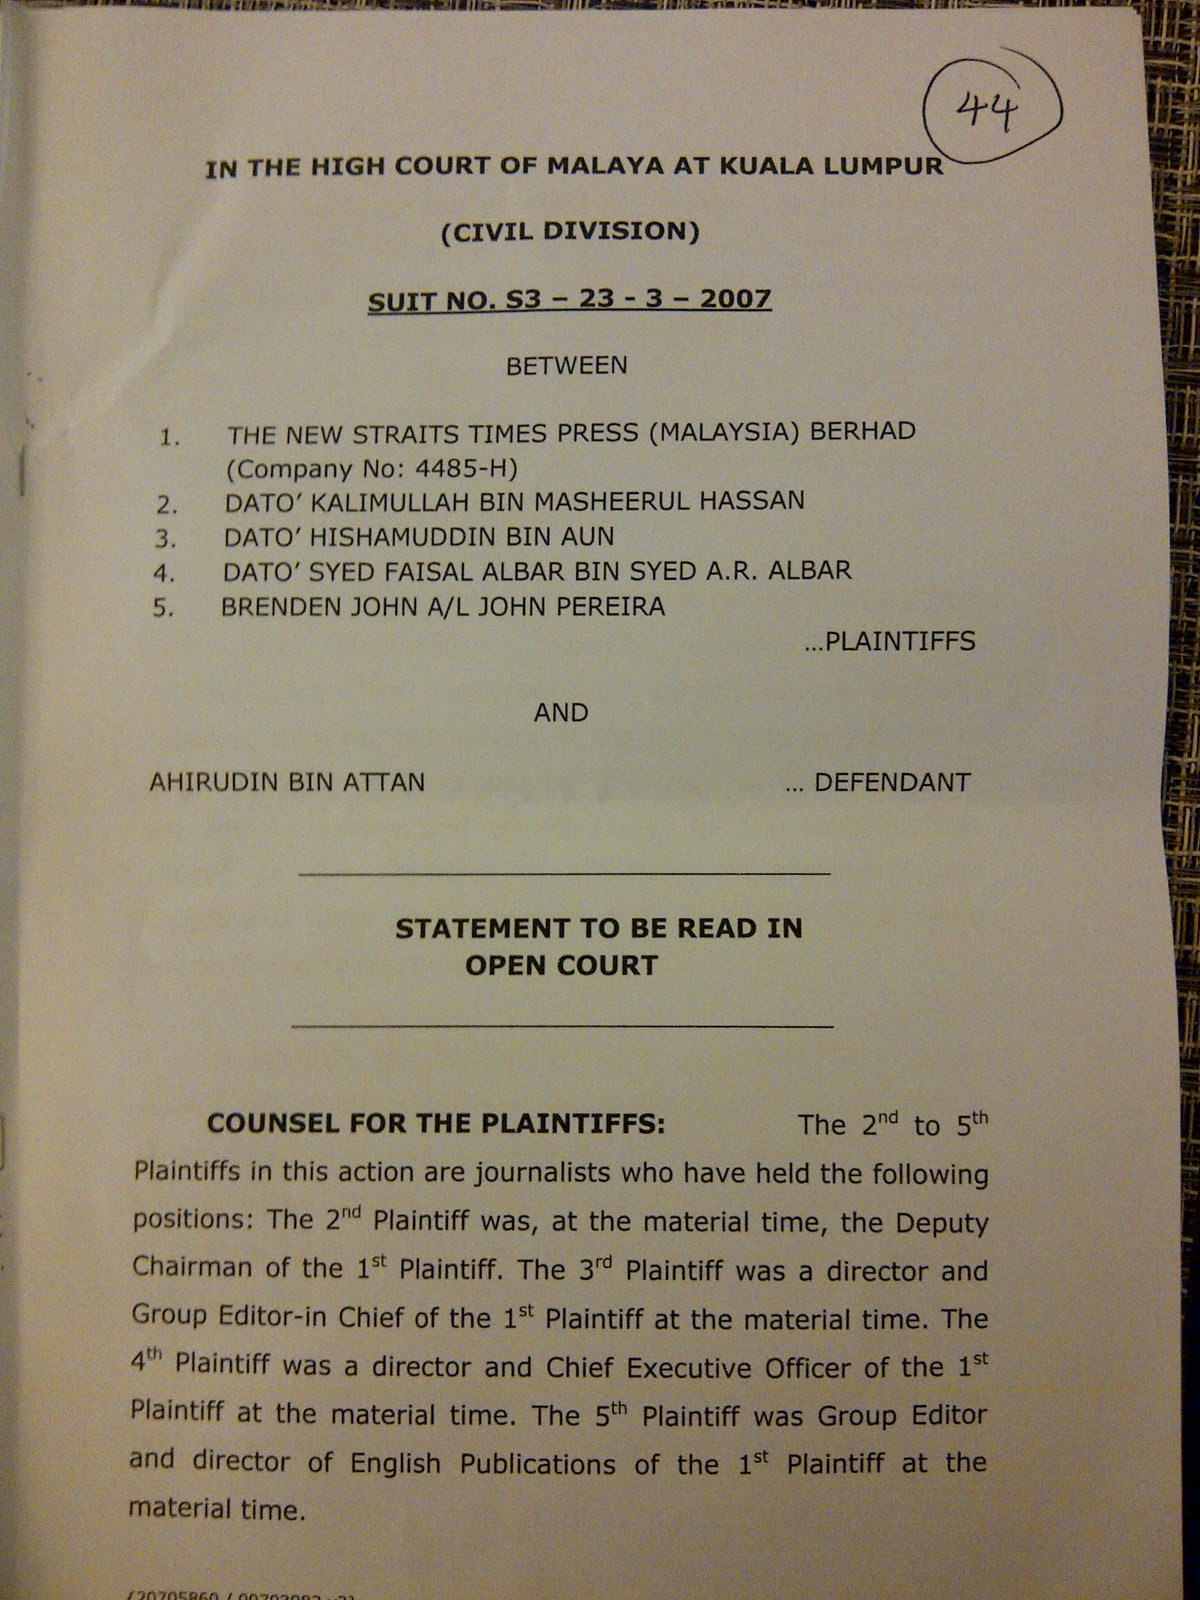 44
IN THE HIGH COURT OF MALAYA AT KUALA LUMPUR
(CIVIL DIVISION)
SUIT NO. S3 – 23 - 3 – 2007
BETWEEN
1. THE NEW STRAITS TIMES PRESS (MALAYSIA) BERHAD
(Company No: 4485-H)
2. DATO’ KALIMULLAH BIN MASHEERUL HASSAN
3. DATO’ HISHAMUDDIN BIN AUN
4. DATO’ SYED FAISAL ALBAR BIN SYED A.R. ALBAR
5. BRENDEN JOHN A/L JOHN PEREIRA
...PLAINTIFFS
AND
AHIRUDIN BIN ATTAN ... DEFENDANT
STATEMENT TO BE READ IN
OPEN COURT
COUNSEL FOR THE PLAINTIFFS: The 2nd to 5th
Plaintiffs in this action are journalists who have held the following
positions: The 2nd Plaintiff was, at the material time, the Deputy
Chairman of the 1st Plaintiff. The 3rd Plaintiff was a director and
Group Editor-in Chief of the 1st Plaintiff at the material time. The
4th Plaintiff was a director and Chief Executive Officer of the 1st
Plaintiff at the material time. The 5th Plaintiff was Group Editor
and director of English Publications of the 1st Plaintiff at the
material time.